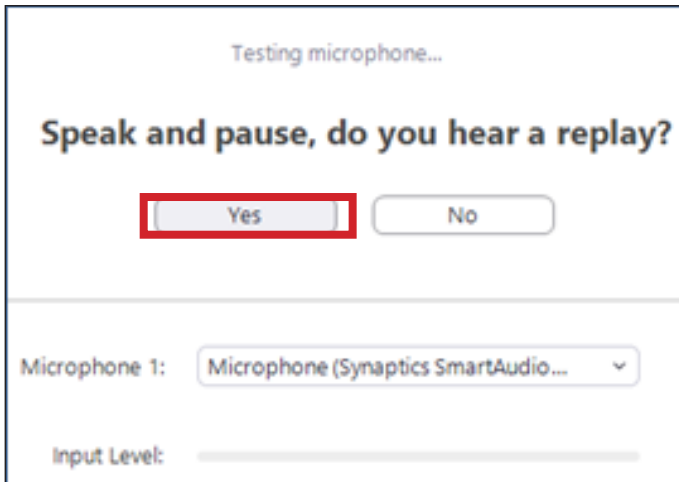 Testing microphone...
Speak and pause, do you hear a replay?
Yes No
Microphone 1: Microphone (Synaptics SmartAudio...
Input Level: